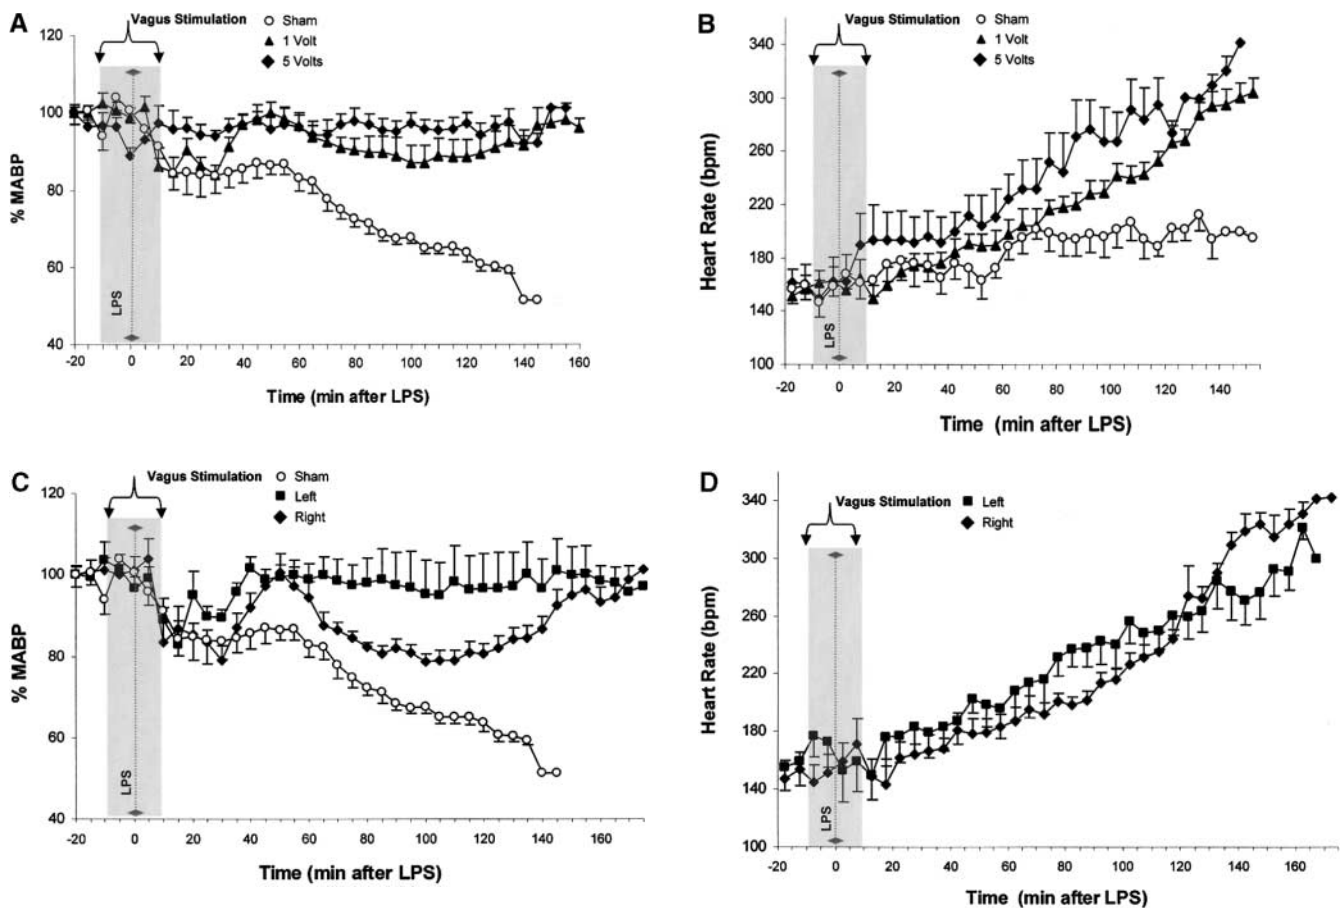 A
Vagus Stimulation
Sham
1 Volt
5 Volts
120
100
80
60
40
% MABP
LPS
-20 0 20 40 60 80 100 120 140 160
Time (min after LPS)
B
Vagus Stimulation
Sham
1 Volt
5 Volts
340
300
260
220
180
140
100
Heart Rate (bpm)
LPS
-20 0 20 40 60 80 100 120 140
Time (min after LPS)
C
Vagus Stimulation
Sham
Left
Right
120
100
80
60
40
% MABP
LPS
-20 0 20 40 60 80 100 120 140 160
Time (min after LPS)
D
Vagus Stimulation
Left
Right
340
300
260
220
180
140
100
Heart Rate (bpm)
LPS
-20 0 20 40 60 80 100 120 140 160
Time (min after LPS)